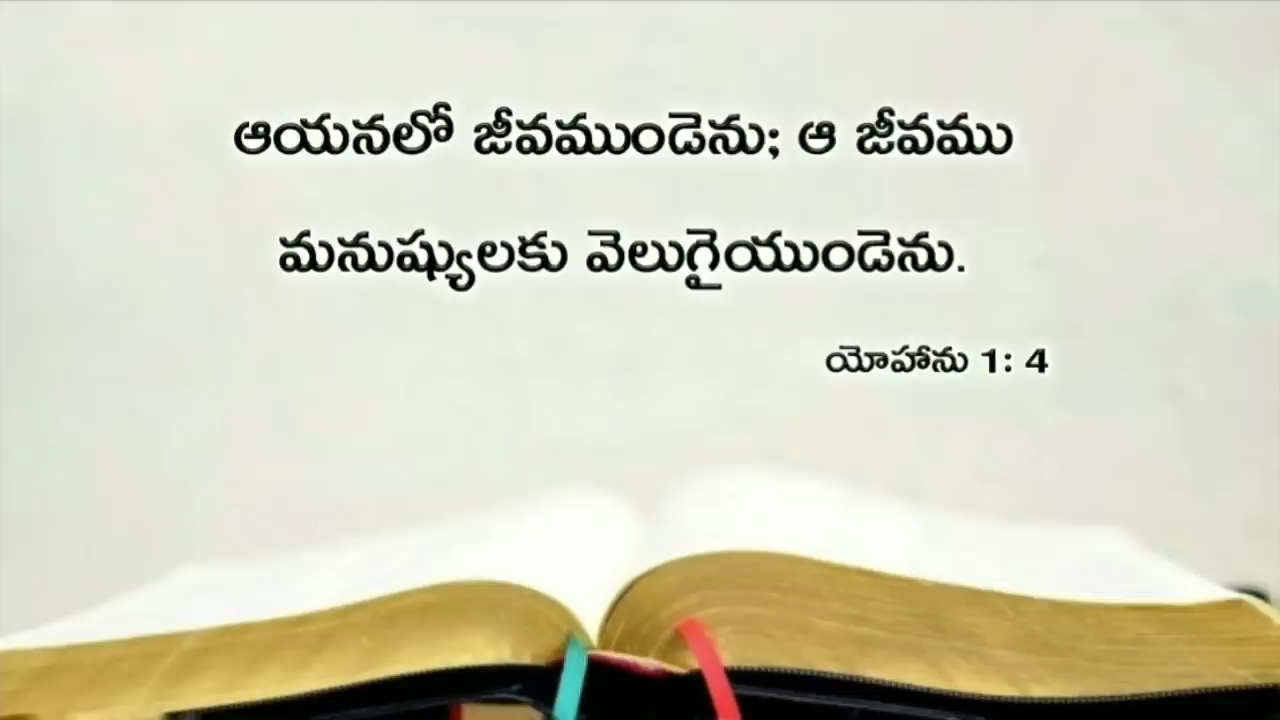 ఆయనలో జీవముండెను; ఆ జీవము
మనుష్యులకు వెలుగైయుండెను.
యోహాను 1: 4